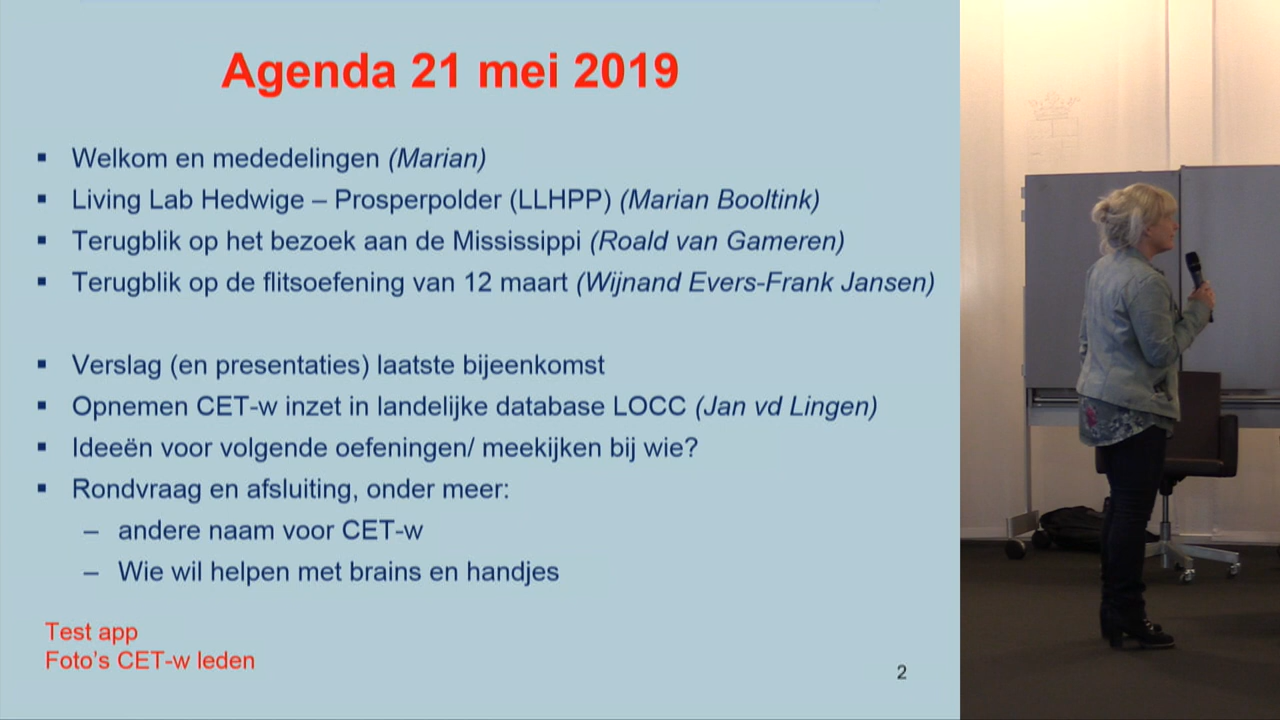 Agenda 21 mei 2019
▪ Welkom en mededelingen (Marian)
▪ Living Lab Hedwige – Prosperpolder (LLHPP) (Marian Booltink)
▪ Terugblik op het bezoek aan de Mississippi (Roald van Gameren)
▪ Terugblik op de flitsoefening van 12 maart (Wijnand Evers-Frank Jansen)
▪ Verslag (en presentaties) laatste bijeenkomst
▪ Opnemen CET-w inzet in landelijke database LOCC (Jan vd Lingen)
▪ Ideeën voor volgende oefeningen/ meekijken bij wie?
▪ Rondvraag en afsluiting, onder meer:
– andere naam voor CET-w
– Wie wil helpen met brains en handjes
Test app
Foto's CET-w leden
2